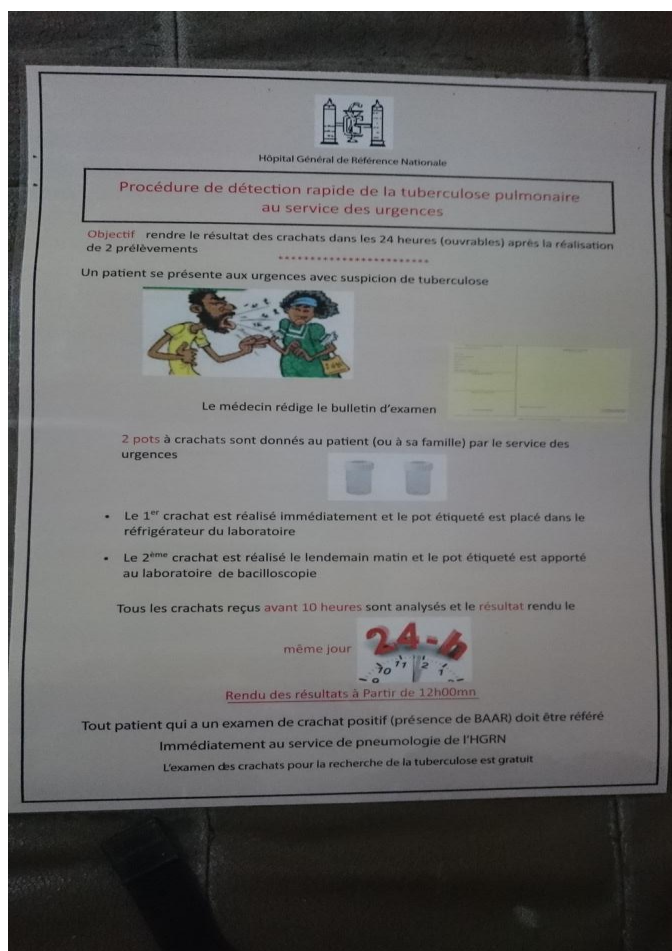 HGH
Hôpital Général de Référence Nationale
Procédure de détection rapide de la tuberculose pulmonaire
au service des urgences
Objectif rendre le résultat des crachats dans les 24 heures (ouvrables) après la réalisation
de 2 prélèvements
************************
Un patient se présente aux urgences avec suspicion de tuberculose
Le médecin rédige le bulletin d'examen
2 pots à crachats sont donnés au patient (ou à sa famille) par le service des
urgences
• Le 1er crachat est réalisé immédiatement et le pot étiqueté est placé dans le
réfrigérateur du laboratoire
• Le 2ème crachat est réalisé le lendemain matin et le pot étiqueté est apporté
au laboratoire de bacilloscopie
Tous les crachats reçus avant 10 heures sont analysés et le résultat rendu le
même jour
24-h
9 10 11 12 1
Rendu des résultats à Partir de 12h00mn
Tout patient qui a un examen de crachat positif (présence de BAAR) doit être référé
Immédiatement au service de pneumologie de l'HGRN
L'examen des crachats pour la recherche de la tuberculose est gratuit